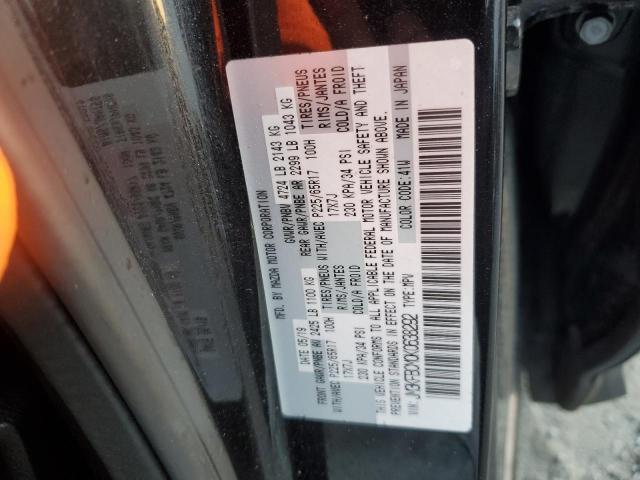 MFD. BY MAZDA MOTOR CORPORATION
DATE: 05/19 GVWR/PNBV 4724 LB 2143 KG
FRONT GAWR/PNBE AV 2425 LB 1100 KG REAR GAWR/PNBE AR 2299 LB 1043 KG
WITH/AVEC P225/65R17 100H TIRES/PNEUS WITH/AVEC P225/65R17 100H TIRES/PNEUS
17X7J RIMS/JANTES 17X7J RIMS/JANTES
230 KPA/34 PSI COLD/A FROID 230 KPA/34 PSI COLD/A FROID
THIS VEHICLE CONFORMS TO ALL APPLICABLE FEDERAL MOTOR VEHICLE SAFETY AND THEFT
PREVENTION STANDARDS IN EFFECT ON THE DATE OF MANUFACTURE SHOWN ABOVE.
COLOR CODE:41W MADE IN JAPAN
TYPE:MPV